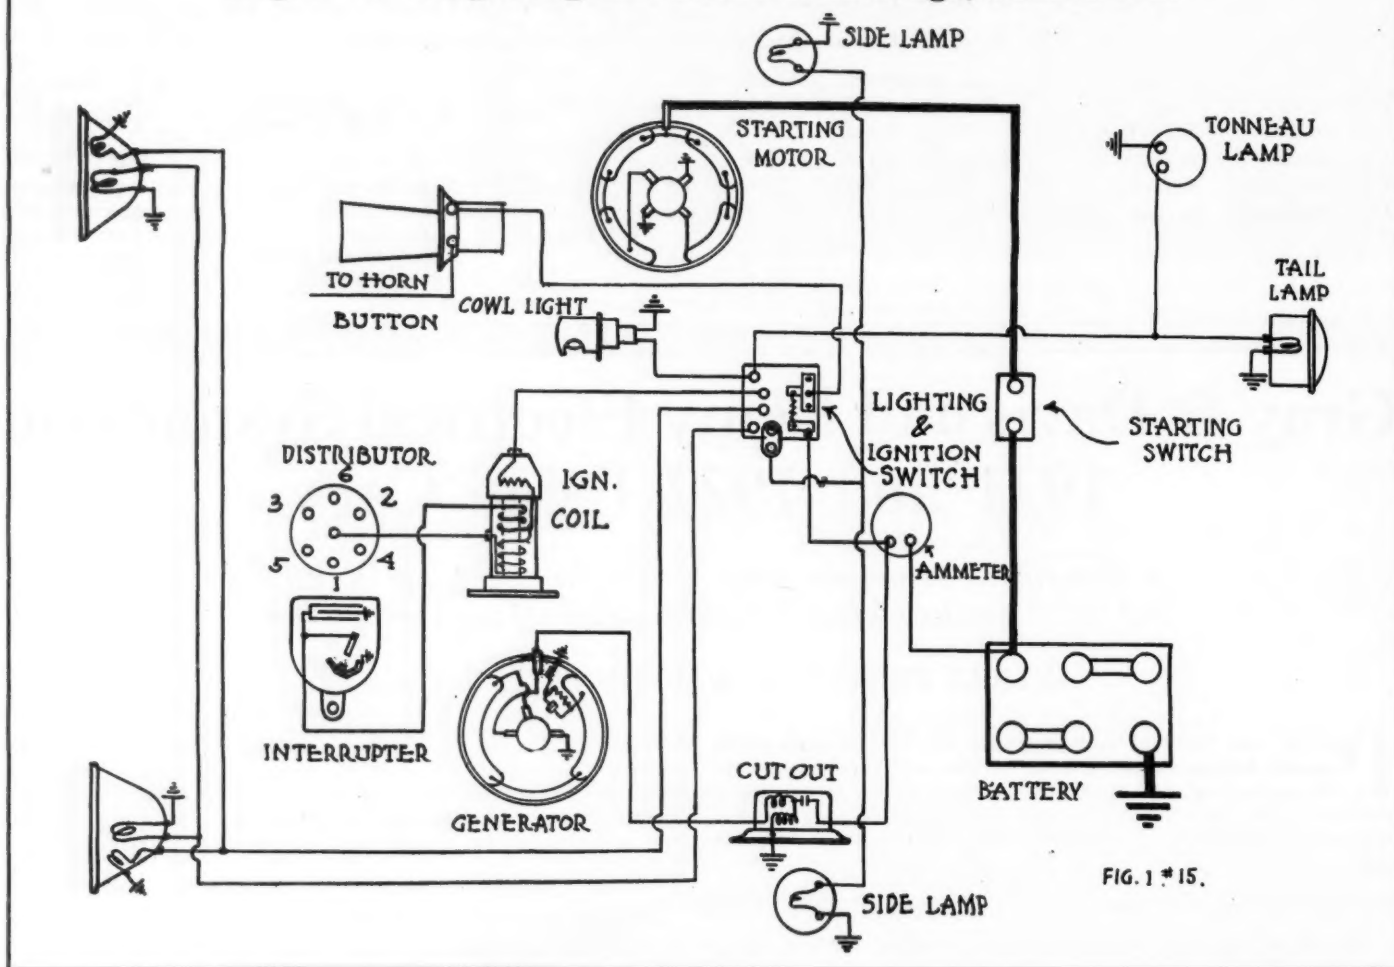 SIDE LAMP
STARTING
MOTOR
TONNEAU
LAMP
TO HORN
BUTTON
COWL LIGHT
TAIL
LAMP
LIGHTING
&
IGNITION
SWITCH
STARTING
SWITCH
DISTRIBUTOR
6
3
2
5
4
1
IGN.
COIL
AMMETER
INTERRUPTER
GENERATOR
CUT OUT
BATTERY
SIDE LAMP
FIG. 1 # 15.